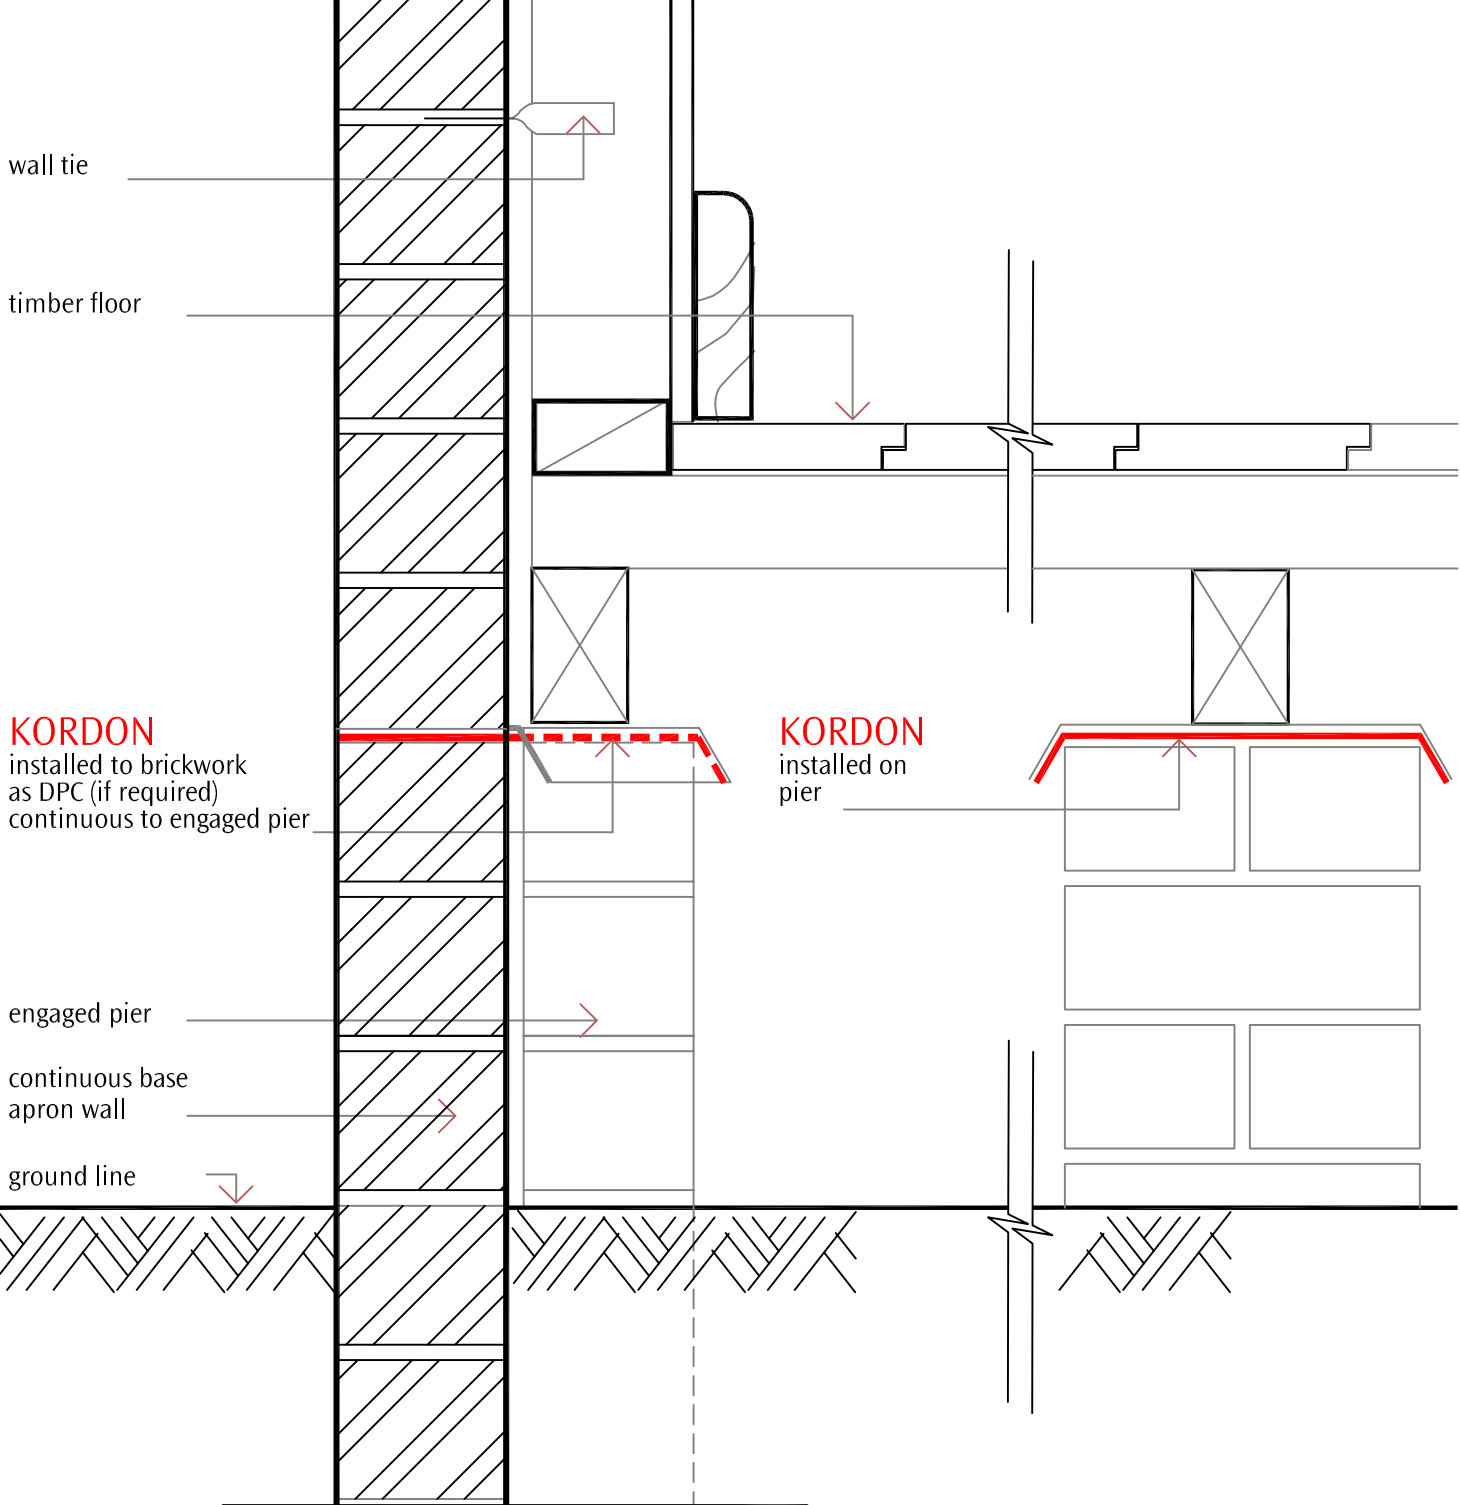 wall tie
timber floor
KORDON
installed to brickwork
as DPC (if required)
continuous to engaged pier
KORDON
installed on
pier
engaged pier
continuous base
apron wall
ground line